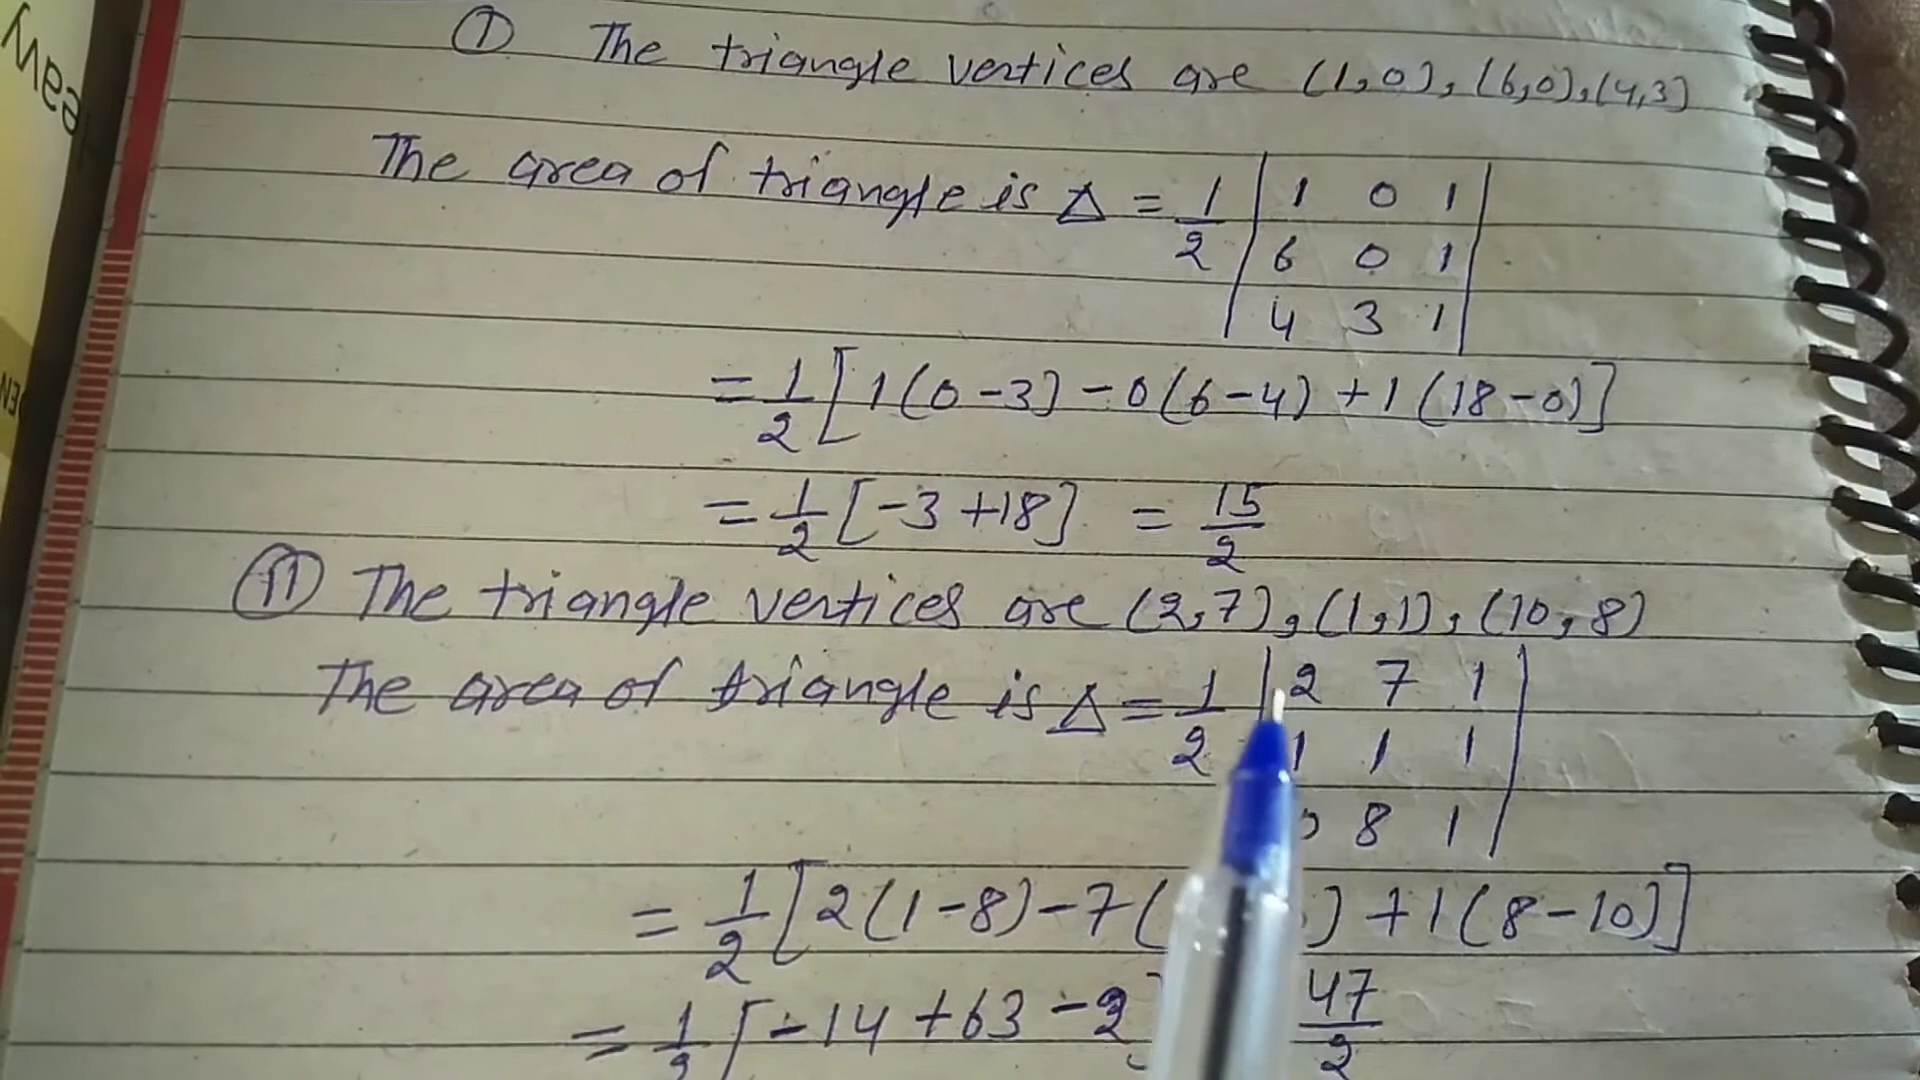 eavy
① The triangle vertices are (1,0), (6,0), (4,3)
The area of triangle is Δ = 1/2 | 1 0 1 |
| 6 0 1 |
| 4 3 1 |
= 1/2 [1(0-3) - 0(6-4) + 1(18-0)]
= 1/2 [-3 + 18] = 15/2
(II) The triangle vertices are (2,7), (1,1), (10,8)
The area of triangle is Δ = 1/2 | 2 7 1 |
1 1 1 |
8 1 |
= 1/2 [2(1-8) - 7( ) + 1(8-10)]
= 1/2 [-14 + 63 - 2] 47/2